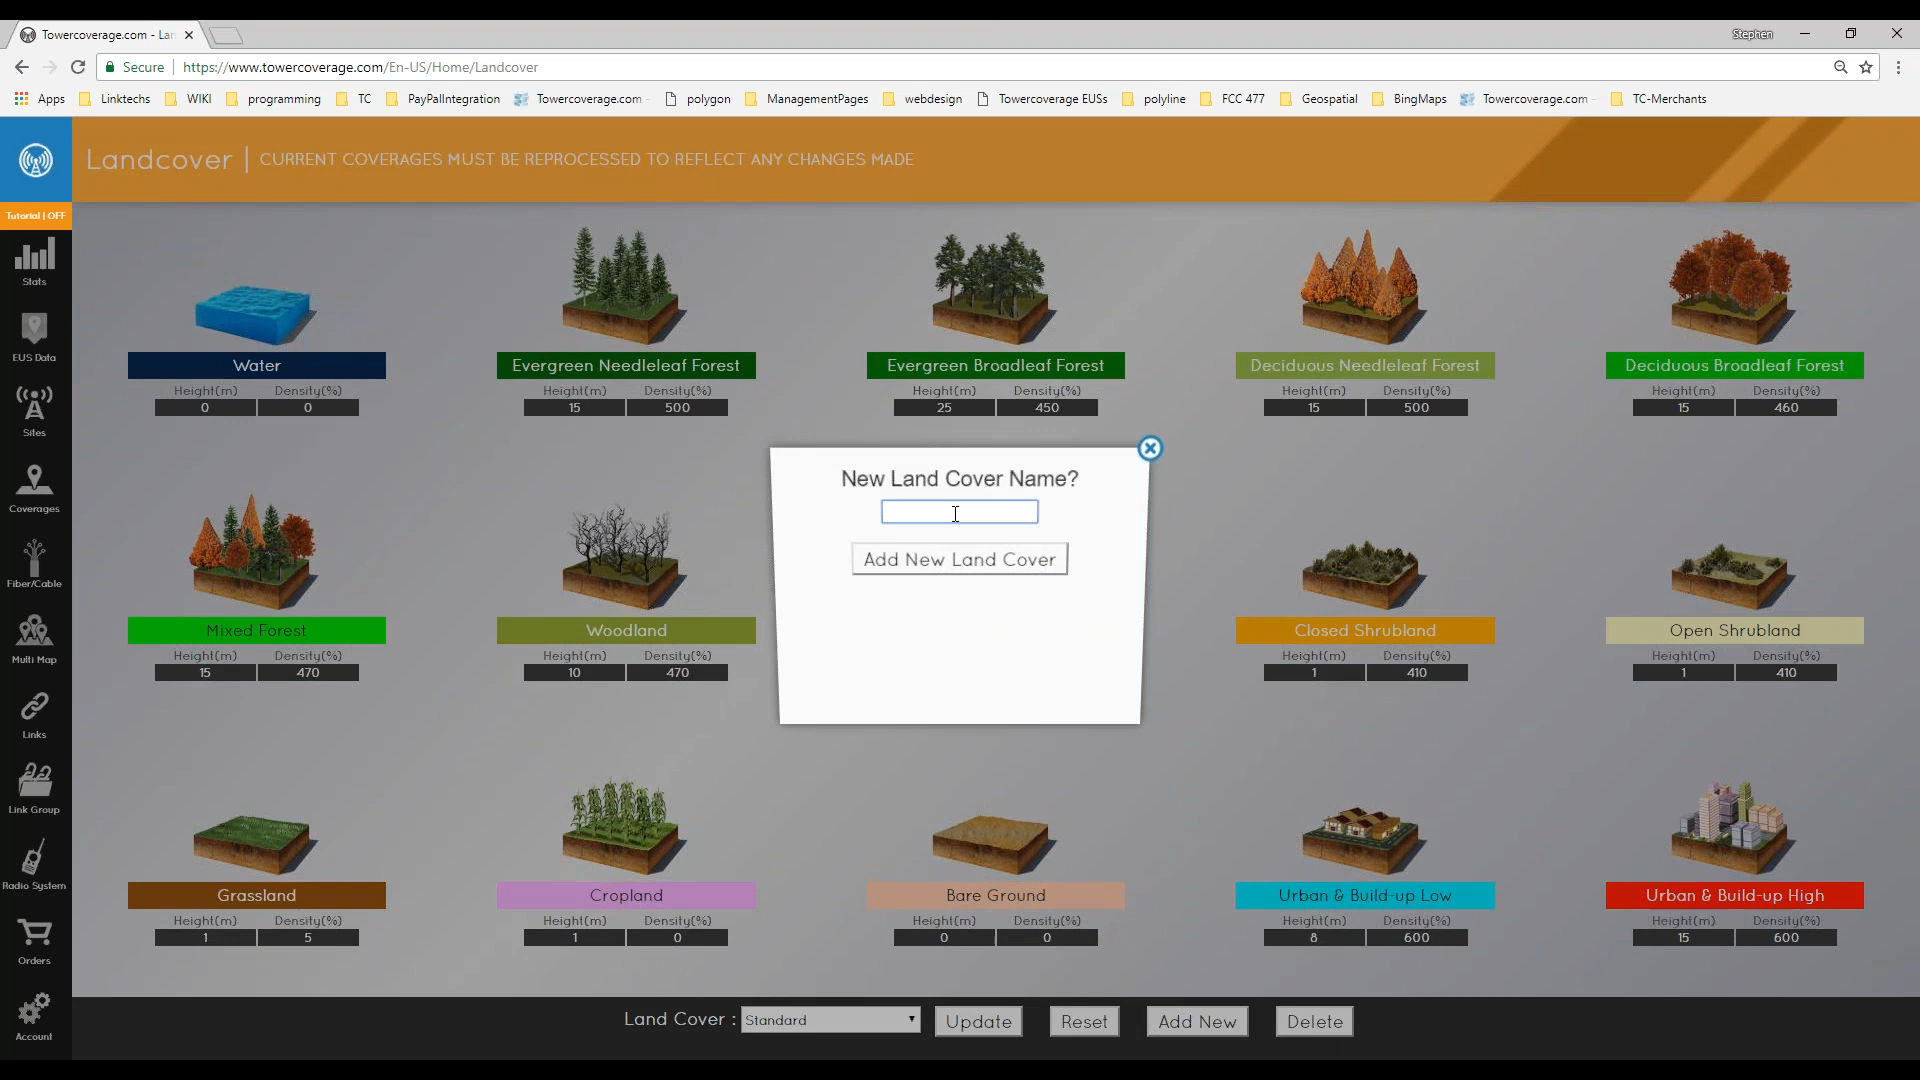 Towercoverage.com - Lan
Stephen
Secure
https://www.towercoverage.com/En-US/Home/Landcover
Apps
Linktechs
WIKI
programming
TC
PayPalIntegration
Towercoverage.com -
polygon
ManagementPages
webdesign
Towercoverage EUSs
polyline
FCC 477
Geospatial
BingMaps
Towercoverage.com -
TC-Merchants
Landcover | CURRENT COVERAGES MUST BE REPROCESSED TO REFLECT ANY CHANGES MADE
Tutorial | OFF
Stats
EUS Data
Sites
Coverages
Fiber/Cable
Multi Map
Links
Link Group
Radio System
Orders
Account
Water
Height(m) Density(%)
0 0
Evergreen Needleleaf Forest
Height(m) Density(%)
15 500
Evergreen Broadleaf Forest
Height(m) Density(%)
25 450
Deciduous Needleleaf Forest
Height(m) Density(%)
15 500
Deciduous Broadleaf Forest
Height(m) Density(%)
15 460
New Land Cover Name?
Add New Land Cover
Mixed Forest
Height(m) Density(%)
15 470
Woodland
Height(m) Density(%)
10 470
Closed Shrubland
Height(m) Density(%)
1 410
Open Shrubland
Height(m) Density(%)
1 410
Grassland
Height(m) Density(%)
1 5
Cropland
Height(m) Density(%)
1 0
Bare Ground
Height(m) Density(%)
0 0
Urban & Build-up Low
Height(m) Density(%)
8 600
Urban & Build-up High
Height(m) Density(%)
15 600
Land Cover : Standard
Update
Reset
Add New
Delete